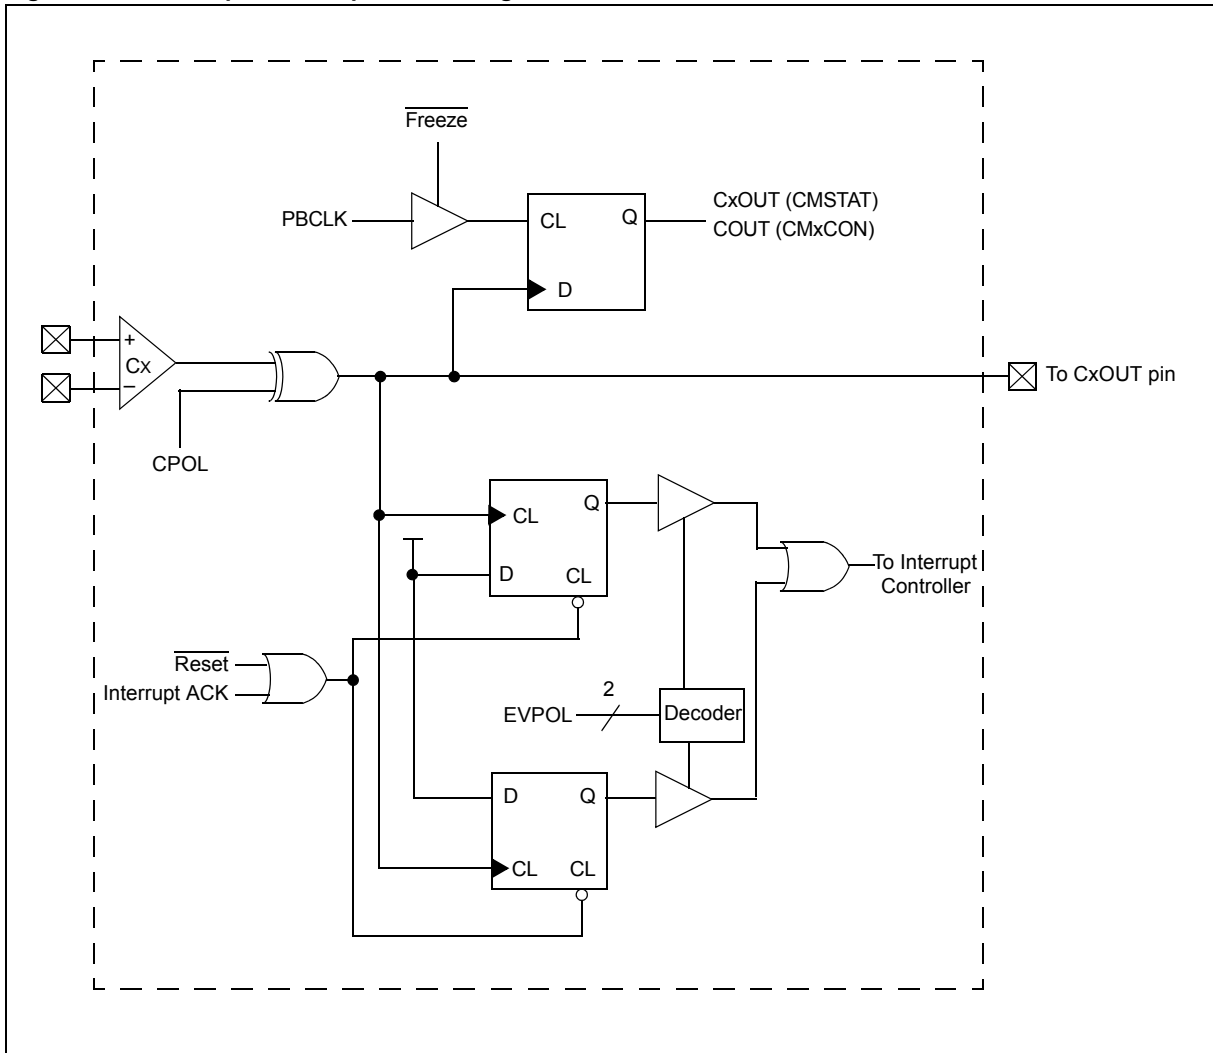 Freeze
PBCLK
CL
Q
D
CxOUT (CMSTAT)
COUT (CMxCON)
+
Cx
–
CPOL
To CxOUT pin
CL
Q
D
CL
To Interrupt
Controller
Reset
Interrupt ACK
2
EVPOL
Decoder
D
Q
CL
CL